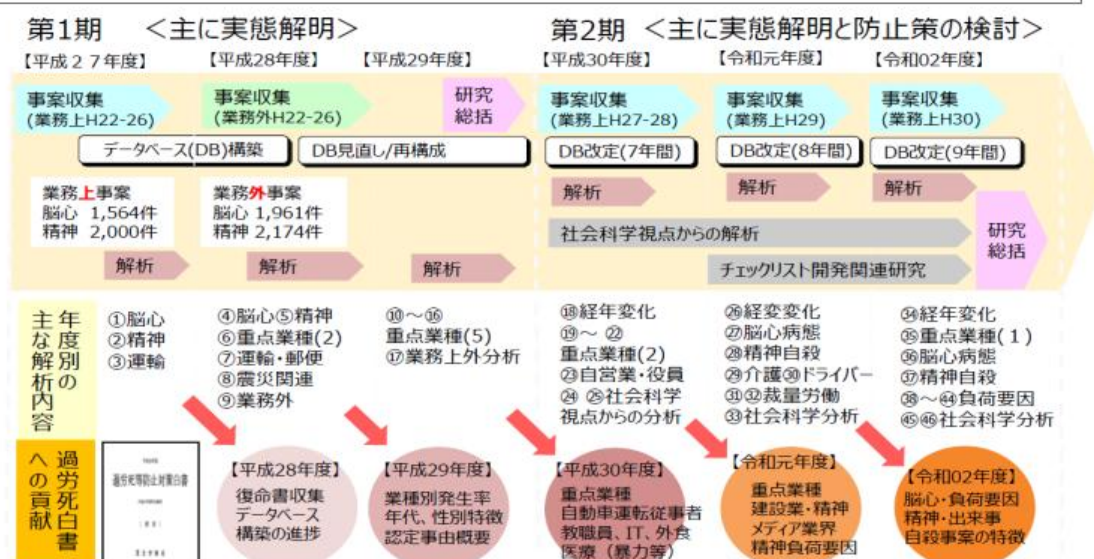 第1期 <主に実態解明>
第2期 <主に実態解明と防止策の検討>
【平成27年度】
【平成28年度】
【平成29年度】
【平成30年度】
【令和元年度】
【令和02年度】
事案収集
(業務上H22-26)
事案収集
(業務外H22-26)
研究
総括
事案収集
(業務上H27-28)
事案収集
(業務上H29)
事案収集
(業務上H30)
データベース(DB)構築
DB見直し/再構成
DB改定(7年間)
DB改定(8年間)
DB改定(9年間)
業務上事案
脳心 1,564件
精神 2,000件
業務外事案
脳心 1,961件
精神 2,174件
解析
解析
解析
解析
解析
解析
社会科学視点からの解析
チェックリスト開発関連研究
研究
総括
年度別の
主な解析内容
①脳心
②精神
③運輸
④脳心⑤精神
⑥重点業種(2)
⑦運輸・郵便
⑧震災関連
⑨業務外
⑩~⑯
重点業種(5)
⑰業務上外分析
⑱経年変化
⑲~ ㉒
重点業種(2)
㉓自営業・役員
㉔ ㉕社会科学
視点からの分析
㉖経変変化
㉗脳心病態
㉘精神自殺
㉙介護㉚ドライバー
㉛㉜裁量労働
㉝社会科学分析
㉞経年変化
㉟重点業種(1)
㊱脳心病態
㊲精神自殺
㊳~㊹負荷要因
㊺㊻社会科学分析
過労死白書
への貢献
過労死等防止対策白書
【平成28年度】
復命書収集
データベース
構築の進捗
【平成29年度】
業種別発生率
年代、性別特徴
認定事由概要
【平成30年度】
重点業種
自動車運転従事者
教職員、IT、外食
医療(暴力等)
【令和元年度】
重点業種
建設業・精神
メディア業界
精神負荷要因
【令和02年度】
脳心・負荷要因
精神・出来事
自殺事案の特徴